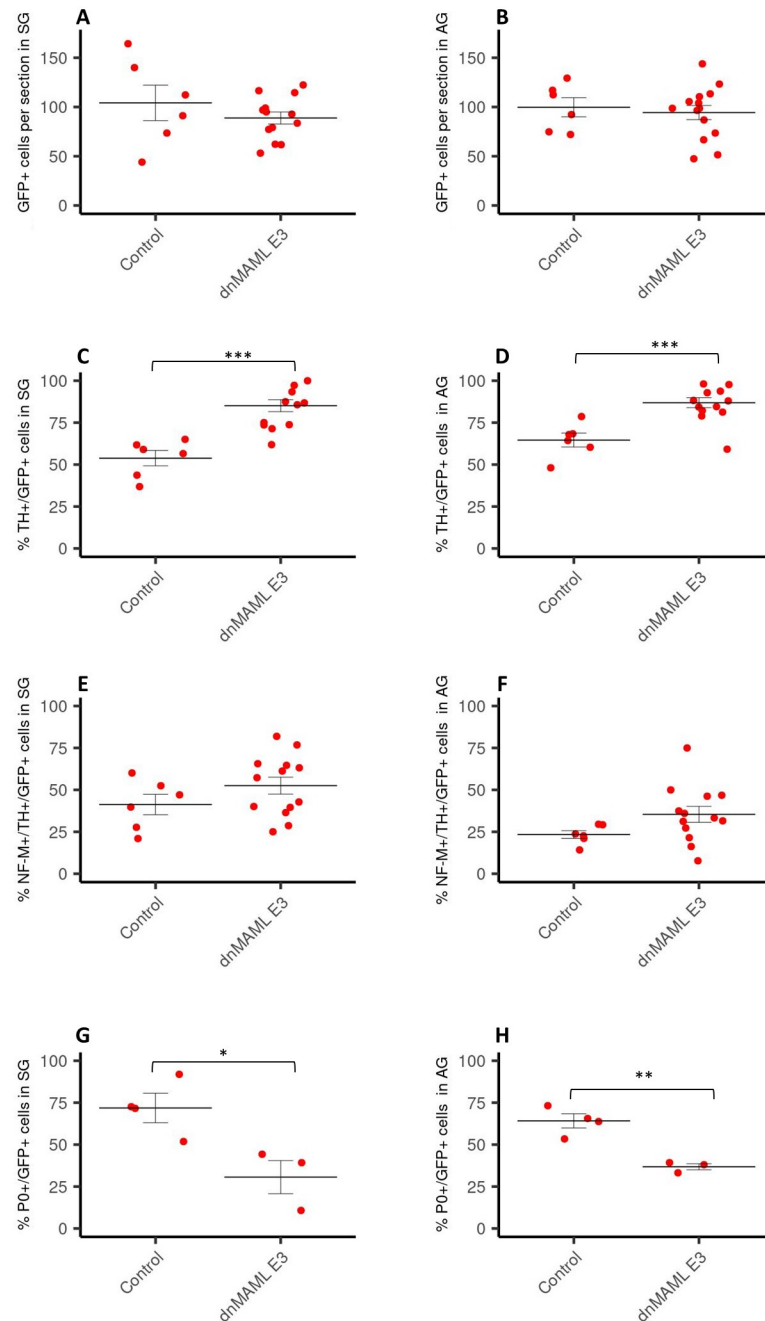 A
GFP+ cells per section in SG
150
100
50
0
Control
dnMAML E3
B
GFP+ cells per section in AG
150
100
50
0
Control
dnMAML E3
C
***
% TH+/GFP+ cells in SG
100
75
50
25
0
Control
dnMAML E3
D
***
% TH+/GFP+ cells in AG
100
75
50
25
0
Control
dnMAML E3
E
% NF-M+/TH+/GFP+ cells in SG
100
75
50
25
0
Control
dnMAML E3
F
% NF-M+/TH+/GFP+ cells in AG
100
75
50
25
0
Control
dnMAML E3
G
*
% P0+/GFP+ cells in SG
100
75
50
25
0
Control
dnMAML E3
H
**
% P0+/GFP+ cells in AG
100
75
50
25
0
Control
dnMAML E3